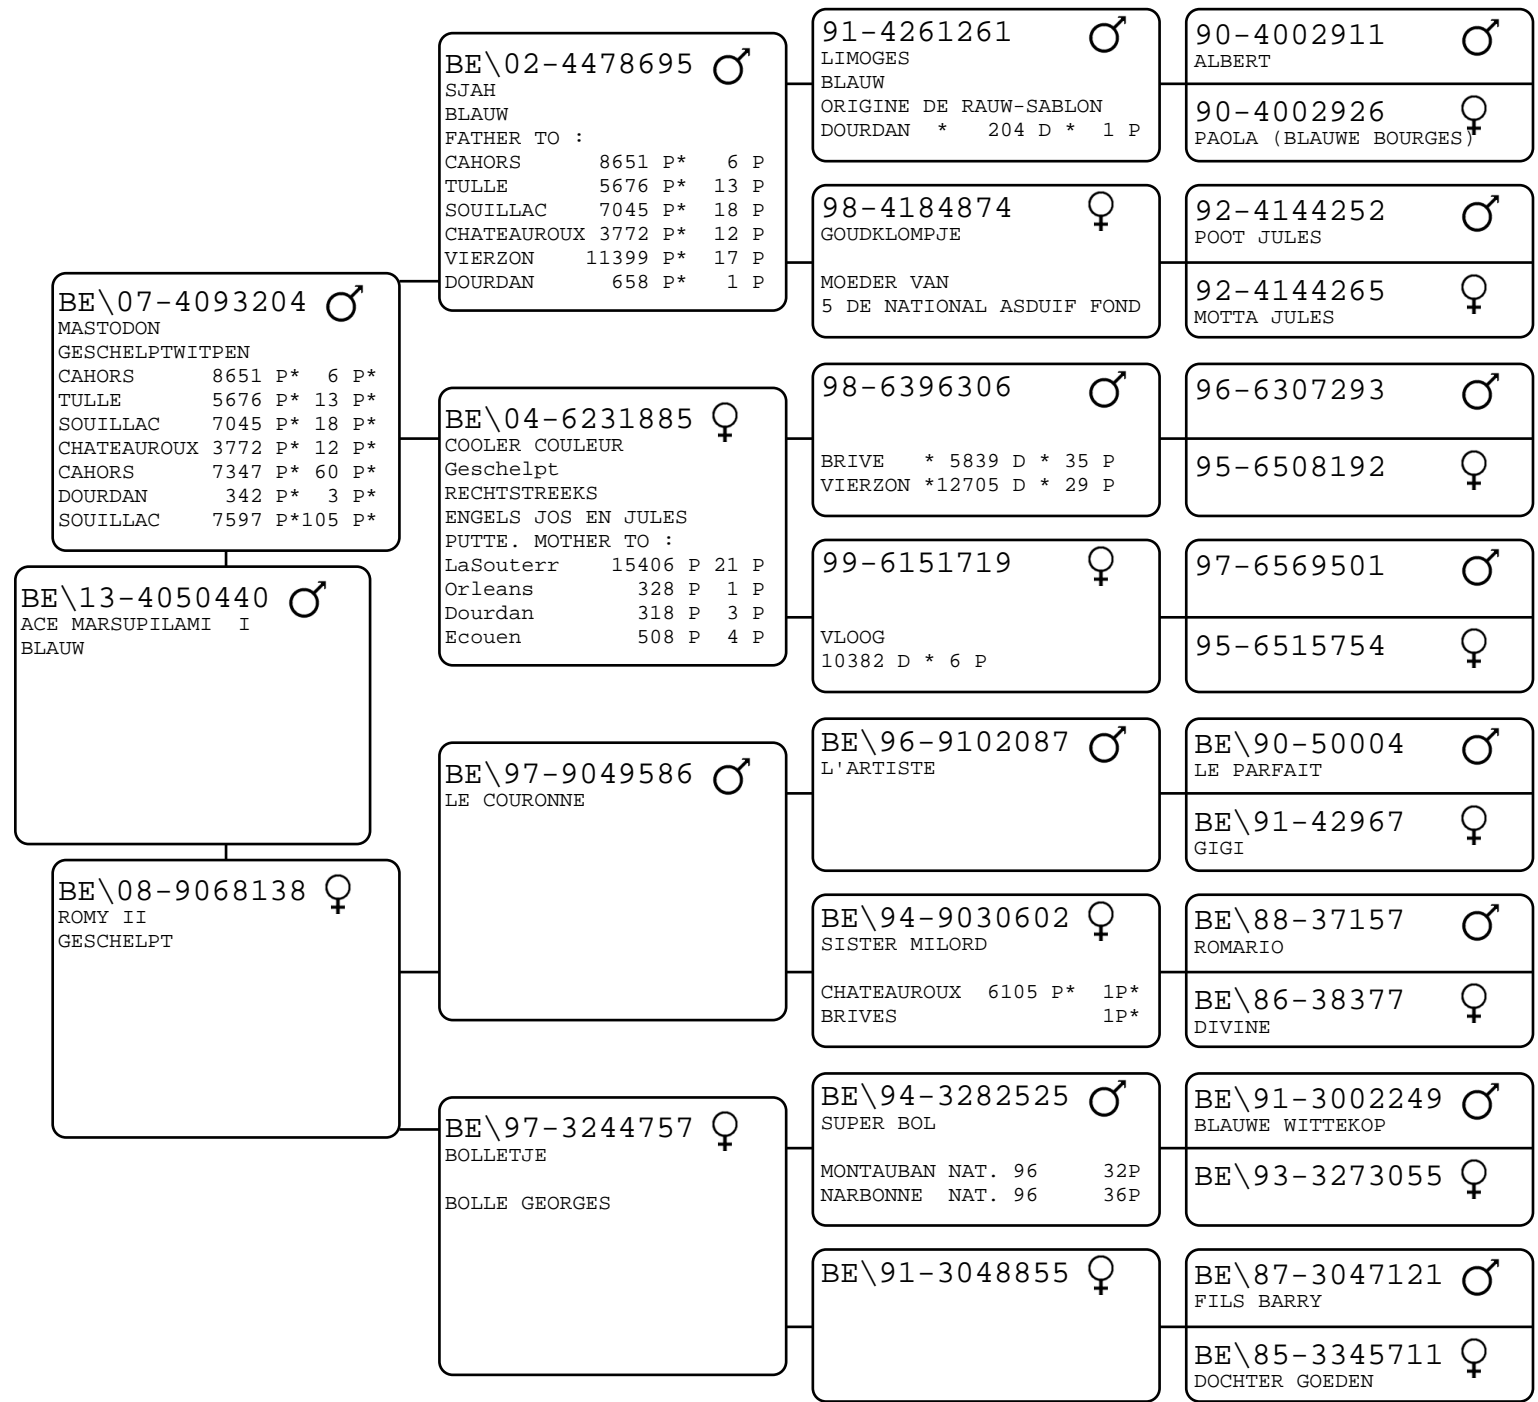 BE\13-4050440
ACE MARSUPILAMI  I
BLAUW
BE\07-4093204
MASTODON
GESCHELPTWITPEN
CAHORS       8651 P*  6 P*
TULLE        5676 P* 13 P*
SOUILLAC     7045 P* 18 P*
CHATEAUROUX 3772 P* 12 P*
CAHORS       7347 P* 60 P*
DOURDAN       342 P*  3 P*
SOUILLAC     7597 P*105 P*
BE\08-9068138
ROMY II
GESCHELPT
BE\02-4478695
SJAH
BLAUW
FATHER TO :
CAHORS       8651 P*   6 P
TULLE        5676 P*  13 P
SOUILLAC     7045 P*  18 P
CHATEAUROUX 3772 P*  12 P
VIERZON     11399 P*  17 P
DOURDAN       658 P*   1 P
BE\04-6231885
COOLER COULEUR
Geschelpt
RECHTSTREEKS
ENGELS JOS EN JULES
PUTTE. MOTHER TO :
LaSouterr    15406 P 21 P
Orleans        328 P  1 P
Dourdan        318 P  3 P
Ecouen         508 P  4 P
BE\97-9049586
LE COURONNE
BE\97-3244757
BOLLETJE
BOLLE GEORGES
91-4261261
LIMOGES
BLAUW
ORIGINE DE RAUW-SABLON
DOURDAN  *   204 D *  1 P
98-4184874
GOUDKLOMPJE
MOEDER VAN
5 DE NATIONAL ASDUIF FOND
98-6396306
BRIVE   * 5839 D * 35 P
VIERZON *12705 D * 29 P
99-6151719
VLOOG
10382 D * 6 P
BE\96-9102087
L'ARTISTE
BE\94-9030602
SISTER MILORD
CHATEAUROUX  6105 P*  1P*
BRIVES                1P*
BE\94-3282525
SUPER BOL
MONTAUBAN NAT. 96     32P
NARBONNE  NAT. 96     36P
BE\91-3048855
90-4002911
ALBERT
90-4002926
PAOLA (BLAUWE BOURGES)
92-4144252
POOT JULES
92-4144265
MOTTA JULES
96-6307293
95-6508192
97-6569501
95-6515754
BE\90-50004
LE PARFAIT
BE\91-42967
GIGI
BE\88-37157
ROMARIO
BE\86-38377
DIVINE
BE\91-3002249
BLAUWE WITTEKOP
BE\93-3273055
BE\87-3047121
FILS BARRY
BE\85-3345711
DOCHTER GOEDEN